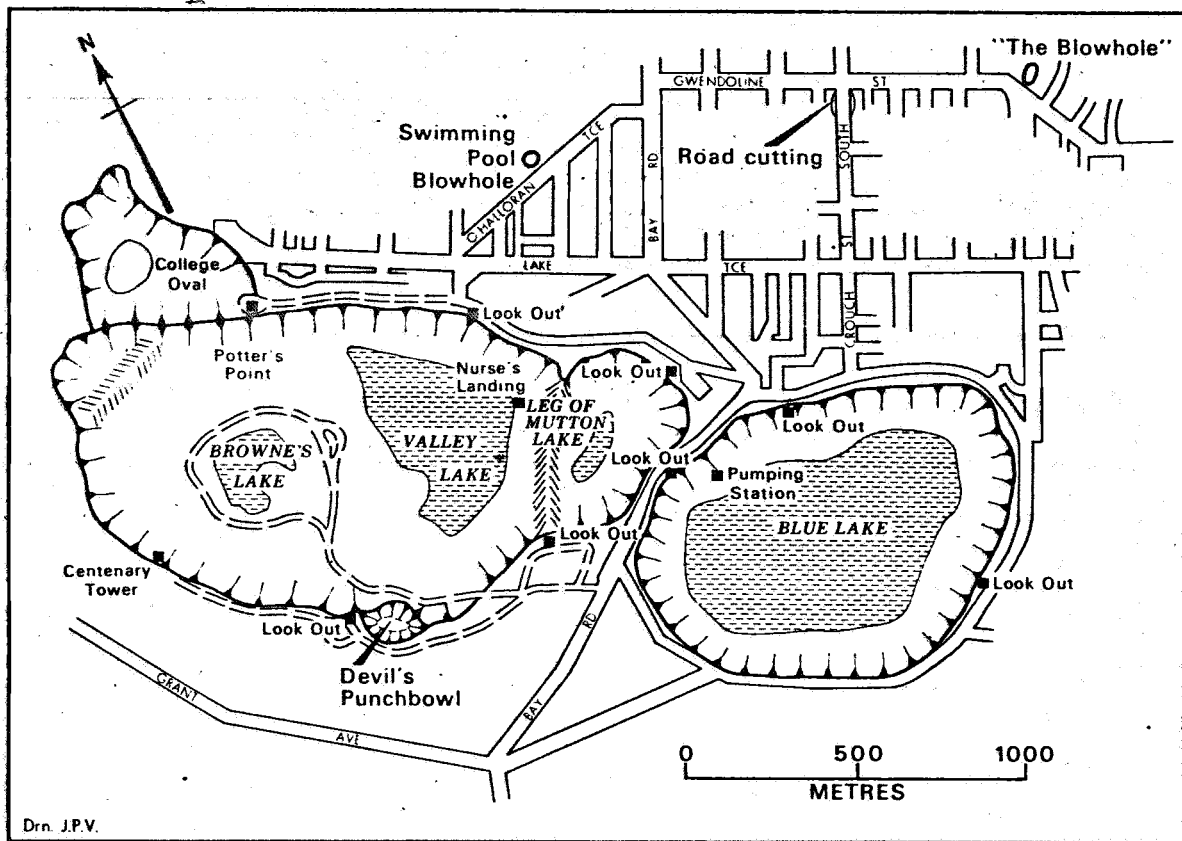 N
"The Blowhole"
GWENDOLINE ST
Swimming
Pool
Blowhole
O'HALLORAN TCE
BAY RD
Road cutting
SOUTH
ST
CROUCH
LAKE TCE
College
Oval
Potter's
Point
Look Out
Nurse's
Landing
Look Out
LEG OF
MUTTON
LAKE
VALLEY
LAKE
BROWNE'S
LAKE
Look Out
Look Out
Pumping
Station
BLUE LAKE
Look Out
Look Out
Centenary
Tower
Look Out
Devil's
Punchbowl
GRANT AVE
BAY RD
0 500 1000
METRES
Drn. J.P.V.